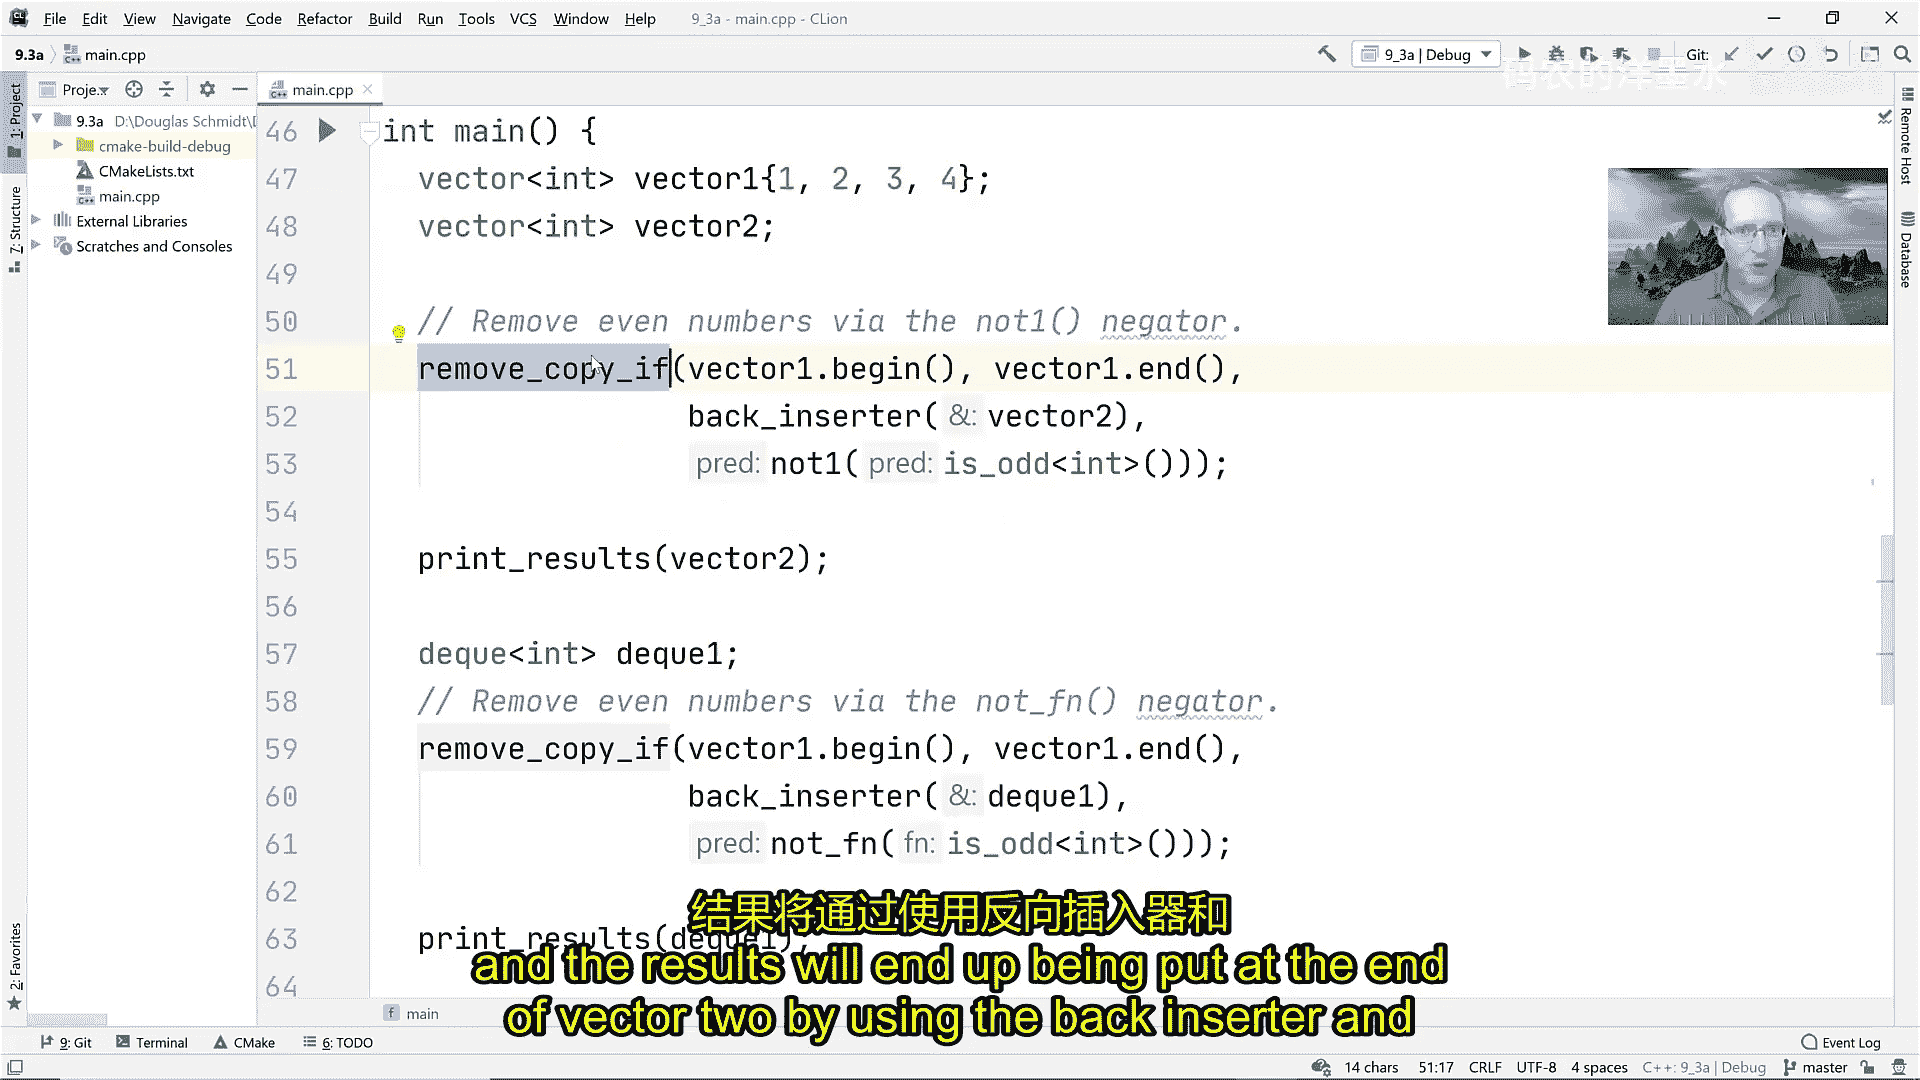 File Edit View Navigate Code Refactor Build Run Tools VCS Window Help 9_3a - main.cpp - CLion
9.3a main.cpp 9_3a | Debug Git:
码农的洋墨水
Proje... main.cpp
1: Project
7: Structure
2: Favorites
9.3a D:\Douglas Schmidt\
cmake-build-debug
CMakeLists.txt
main.cpp
External Libraries
Scratches and Consoles
46 int main() {
47 vector<int> vector1{1, 2, 3, 4};
48 vector<int> vector2;
49
50 // Remove even numbers via the not1() negator.
51 remove_copy_if(vector1.begin(), vector1.end(),
52 back_inserter( &: vector2),
53 pred: not1( pred: is_odd<int>()));
54
55 print_results(vector2);
56
57 deque<int> deque1;
58 // Remove even numbers via the not_fn() negator.
59 remove_copy_if(vector1.begin(), vector1.end(),
60 back_inserter( &: deque1),
61 pred: not_fn( fn: is_odd<int>()));
62
63 print_results(deque1);
64
Remote Host
Database
结果将通过使用反向插入器和
and the results will end up being put at the end
of vector two by using the back inserter and
f main
9: Git Terminal CMake 6: TODO Event Log
14 chars 51:17 CRLF UTF-8 4 spaces C++: 9_3a | Debug master